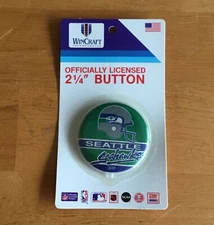 WINCRAFT
OFFICIALLY LICENSED
2¼" BUTTON
SEATTLE
Seahawks